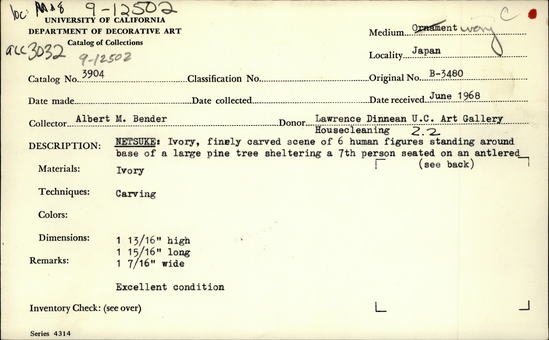 loc: M+8 9-12502 C
UNIVERSITY OF CALIFORNIA
DEPARTMENT OF DECORATIVE ART
Catalog of Collections
acc 3032
9-12502
Medium Ornament ivory
Locality Japan
Catalog No. 3904 Classification No. Original No. B-3480
Date made Date collected Date received June 1968
Collector Albert M. Bender Donor Lawrence Dinnean U.C. Art Gallery
Housecleaning 2.2
DESCRIPTION: NETSUKE: Ivory, finely carved scene of 6 human figures standing around
base of a large pine tree sheltering a 7th person seated on an antlered
(see back)
Materials: Ivory
Techniques: Carving
Colors:
Dimensions: 1 13/16" high
1 15/16" long
Remarks: 1 7/16" wide
Excellent condition
Inventory Check: (see over)
Series 4314